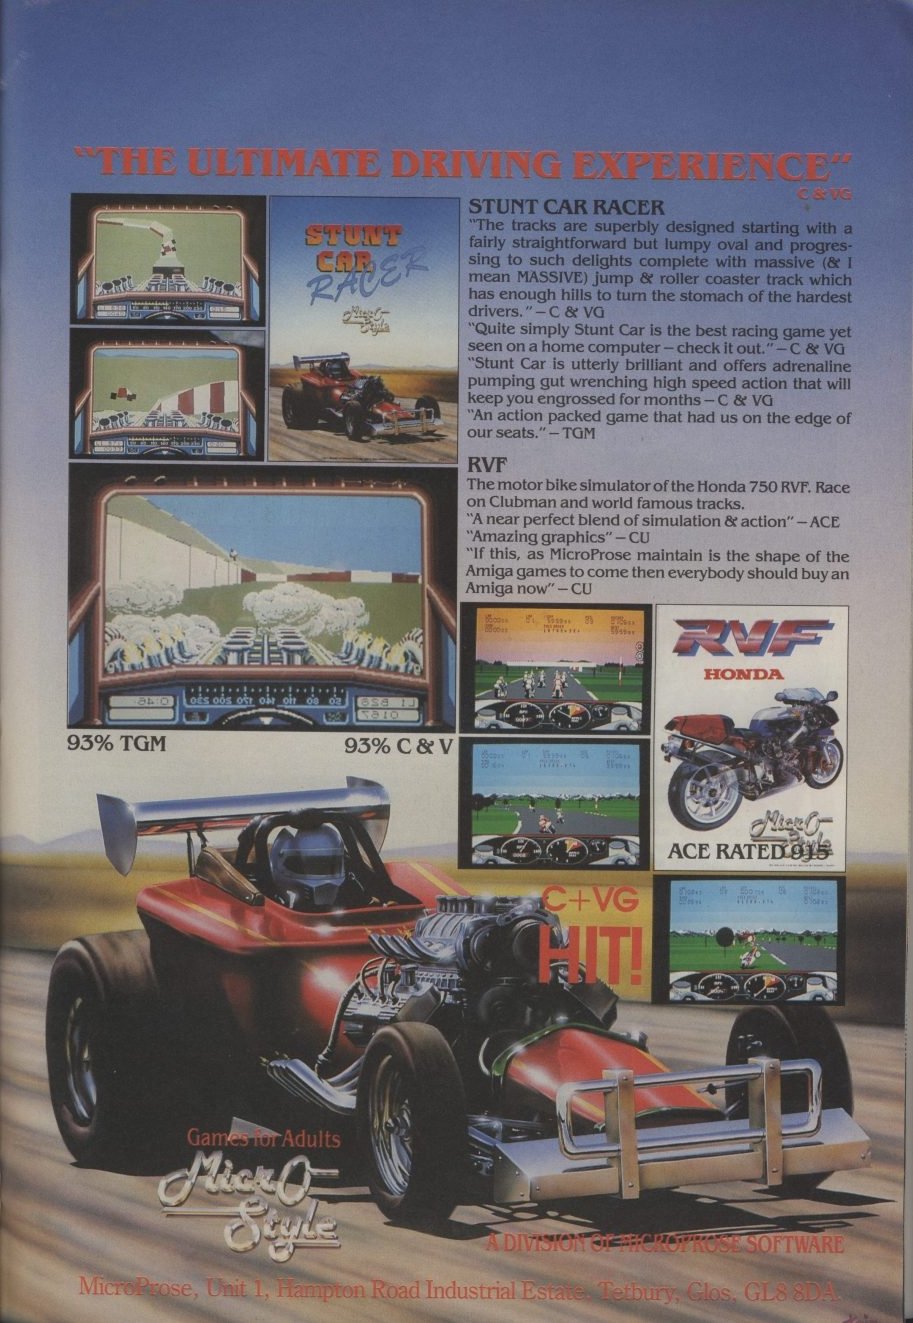 "THE ULTIMATE DRIVING EXPERIENCE"
C & VG
STUNT CAR RACER
"The tracks are superbly designed starting with a
fairly straightforward but lumpy oval and progres-
sing to such delights complete with massive (& I
mean MASSIVE) jump & roller coaster track which
has enough hills to turn the stomach of the hardest
drivers." – C & VG
"Quite simply Stunt Car is the best racing game yet
seen on a home computer – check it out." – C & VG
"Stunt Car is utterly brilliant and offers adrenaline
pumping gut wrenching high speed action that will
keep you engrossed for months – C & VG
"An action packed game that had us on the edge of
our seats." – TGM
STUNT
CAR
RACER
Micro
Style
RVF
The motor bike simulator of the Honda 750 RVF. Race
on Clubman and world famous tracks.
"A near perfect blend of simulation & action" – ACE
"Amazing graphics" – CU
"If this, as MicroProse maintain is the shape of the
Amiga games to come then everybody should buy an
Amiga now" – CU
93% TGM
93% C & V
RVF
HONDA
Micro
Style
ACE RATED 915
C+VG
HIT!
Games for Adults
Micro
Style
A DIVISION OF MICROPROSE SOFTWARE
MicroProse, Unit 1, Hampton Road Industrial Estate. Tetbury, Glos. GL8 8DA